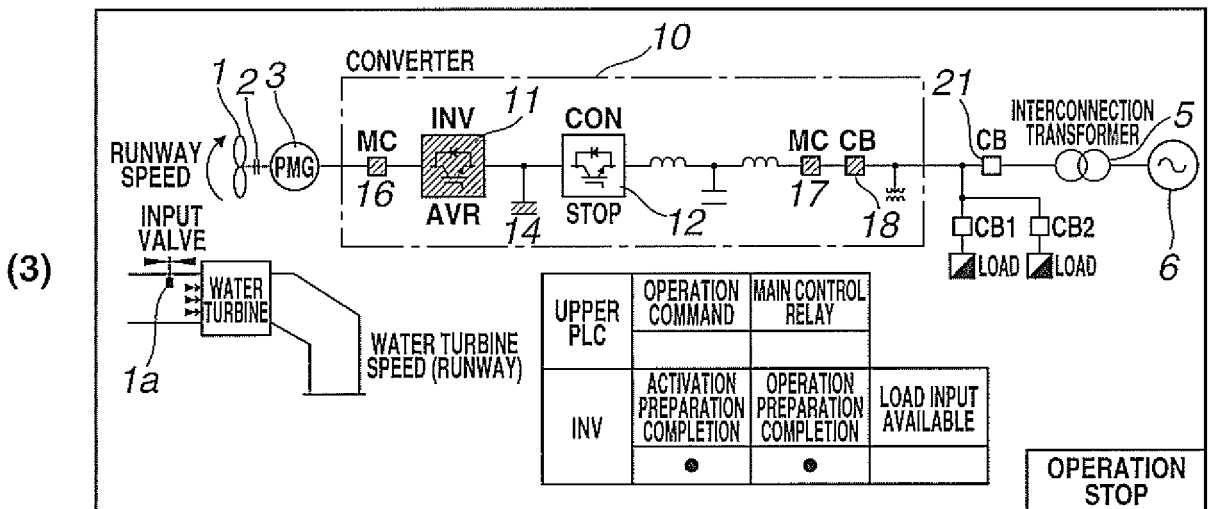 (3)
CONVERTER
10
1
2
3
RUNWAY
SPEED
PMG
MC
16
INV
11
AVR
14
CON
STOP
12
MC
17
CB
18
21
CB
INTERCONNECTION
TRANSFORMER
5
6
CB1
CB2
LOAD
LOAD
INPUT
VALVE
1a
WATER
TURBINE
WATER TURBINE
SPEED (RUNWAY)
UPPER
PLC
OPERATION
COMMAND
MAIN CONTROL
RELAY
INV
ACTIVATION
PREPARATION
COMPLETION
OPERATION
PREPARATION
COMPLETION
LOAD INPUT
AVAILABLE
●
●
OPERATION
STOP